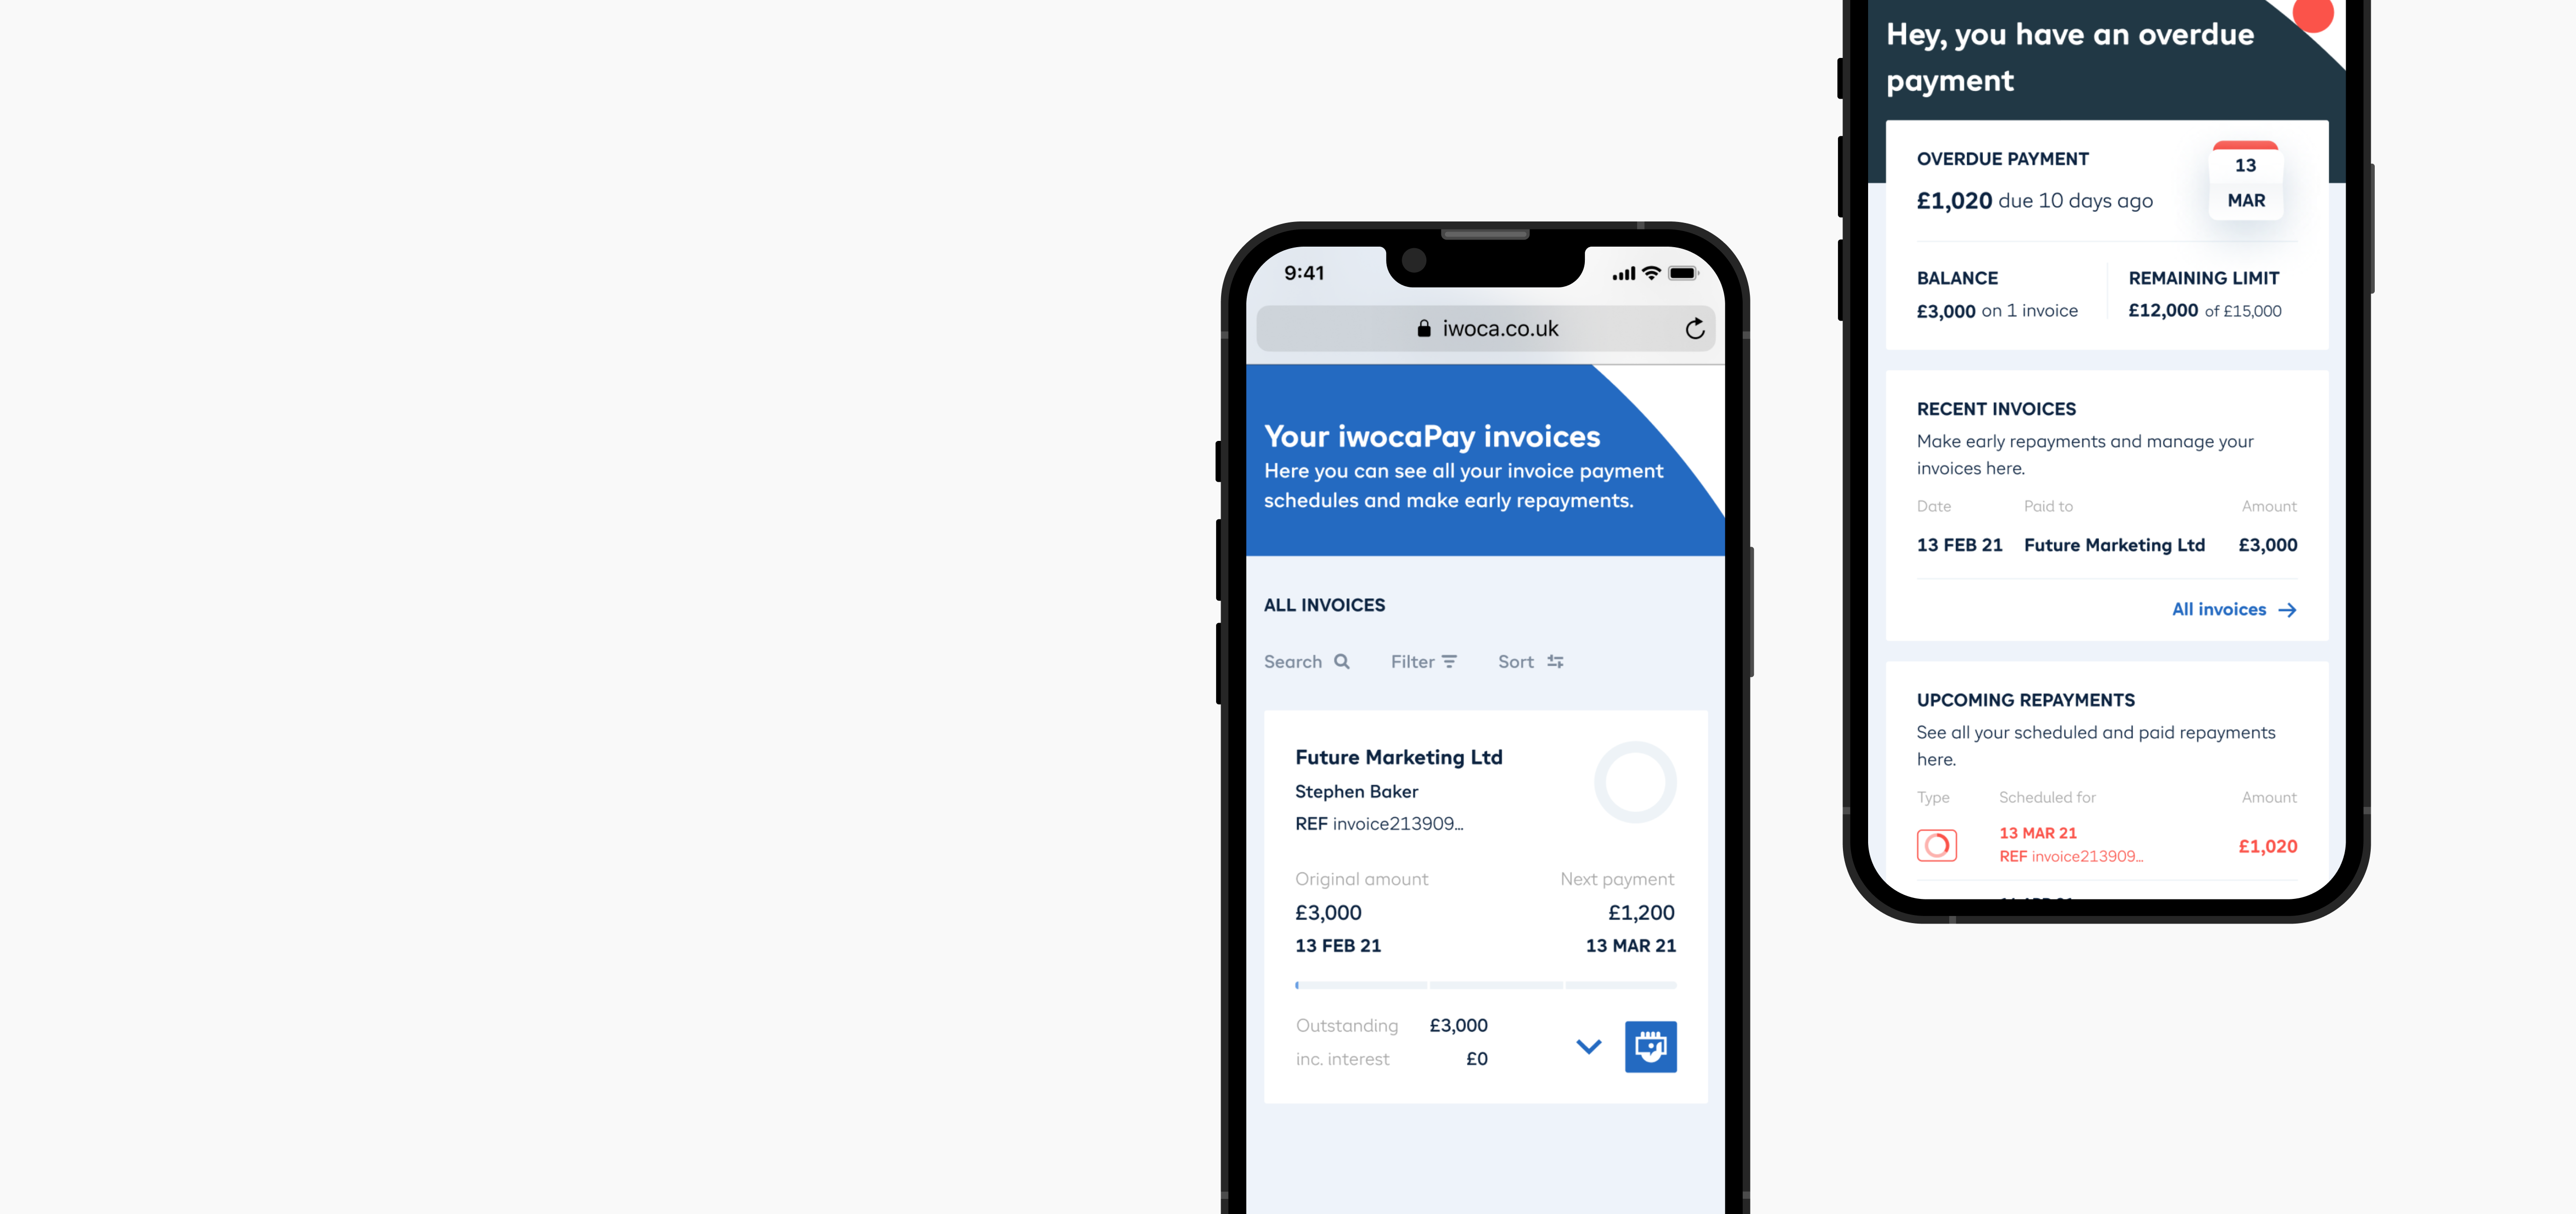 9:41
iwoca.co.uk
Your iwocaPay invoices
Here you can see all your invoice payment
schedules and make early repayments.
ALL INVOICES
Search Filter Sort
Future Marketing Ltd
Stephen Baker
REF invoice213909...
Original amount Next payment
£3,000 £1,200
13 FEB 21 13 MAR 21
Outstanding £3,000
inc. interest £0
Hey, you have an overdue
payment
OVERDUE PAYMENT
£1,020 due 10 days ago
13
MAR
BALANCE REMAINING LIMIT
£3,000 on 1 invoice £12,000 of £15,000
RECENT INVOICES
Make early repayments and manage your
invoices here.
Date Paid to Amount
13 FEB 21 Future Marketing Ltd £3,000
All invoices
UPCOMING REPAYMENTS
See all your scheduled and paid repayments
here.
Type Scheduled for Amount
13 MAR 21
REF invoice213909... £1,020